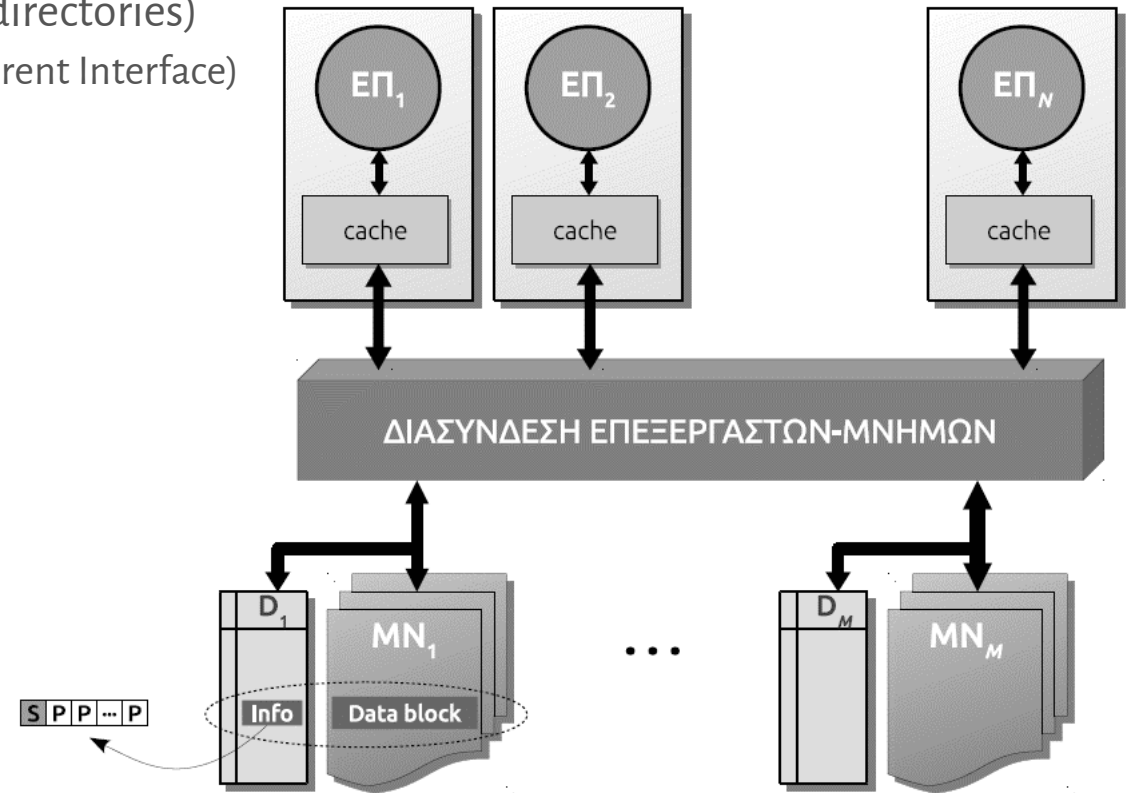 directories)
rent Interface)
ΕΠ1 ΕΠ2 ΕΠN
cache cache cache
ΔΙΑΣΥΝΔΕΣΗ ΕΠΕΞΕΡΓΑΣΤΩΝ-ΜΝΗΜΩΝ
D1 MN1 ... DM MNM
S P P ... P Info Data block